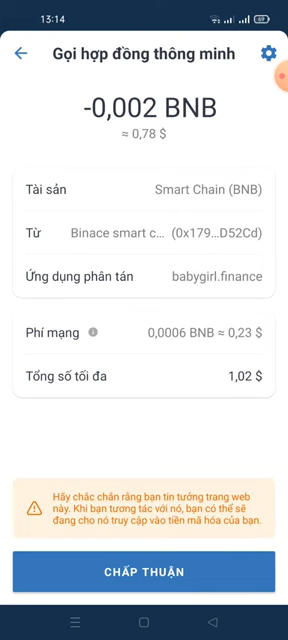 13:14
69
Gọi hợp đồng thông minh
-0,002 BNB
≈ 0,78 $
Tài sản Smart Chain (BNB)
Từ Binace smart c... (0x179...D52Cd)
Ứng dụng phân tán babygirl.finance
Phí mạng 0,0006 BNB ≈ 0,23 $
Tổng số tối đa 1,02 $
Hãy chắc chắn rằng bạn tin tưởng trang web
này. Khi bạn tương tác với nó, bạn có thể sẽ
đang cho nó truy cập vào tiền mã hóa của bạn.
CHẤP THUẬN